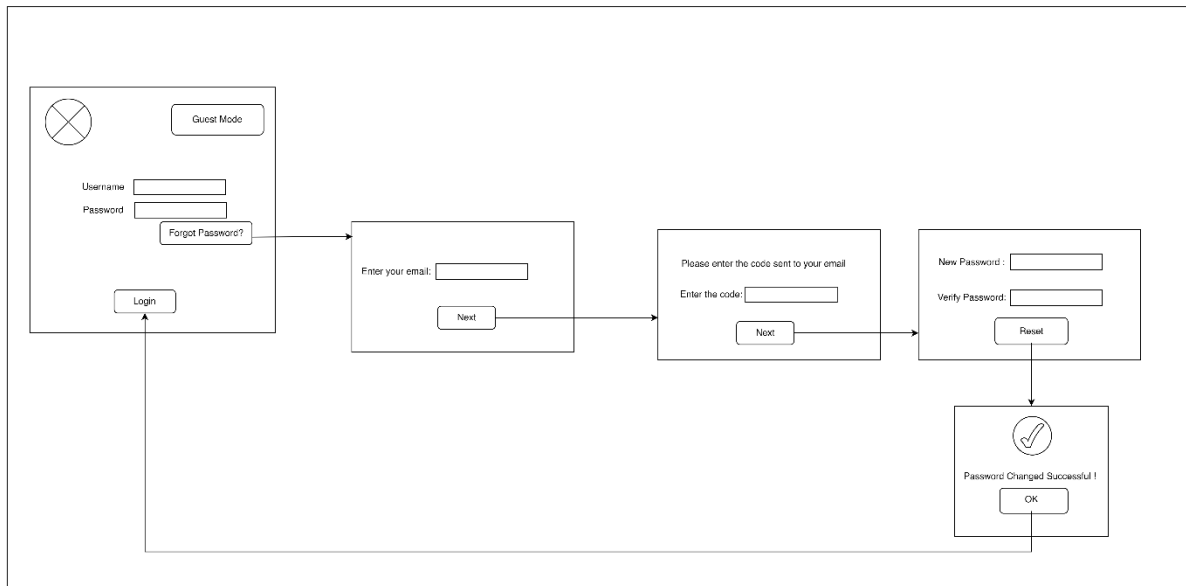 Guest Mode
Username
Password
Forgot Password?
Login
Enter your email:
Next
Please enter the code sent to your email
Enter the code:
Next
New Password :
Verify Password:
Reset
Password Changed Successful !
OK